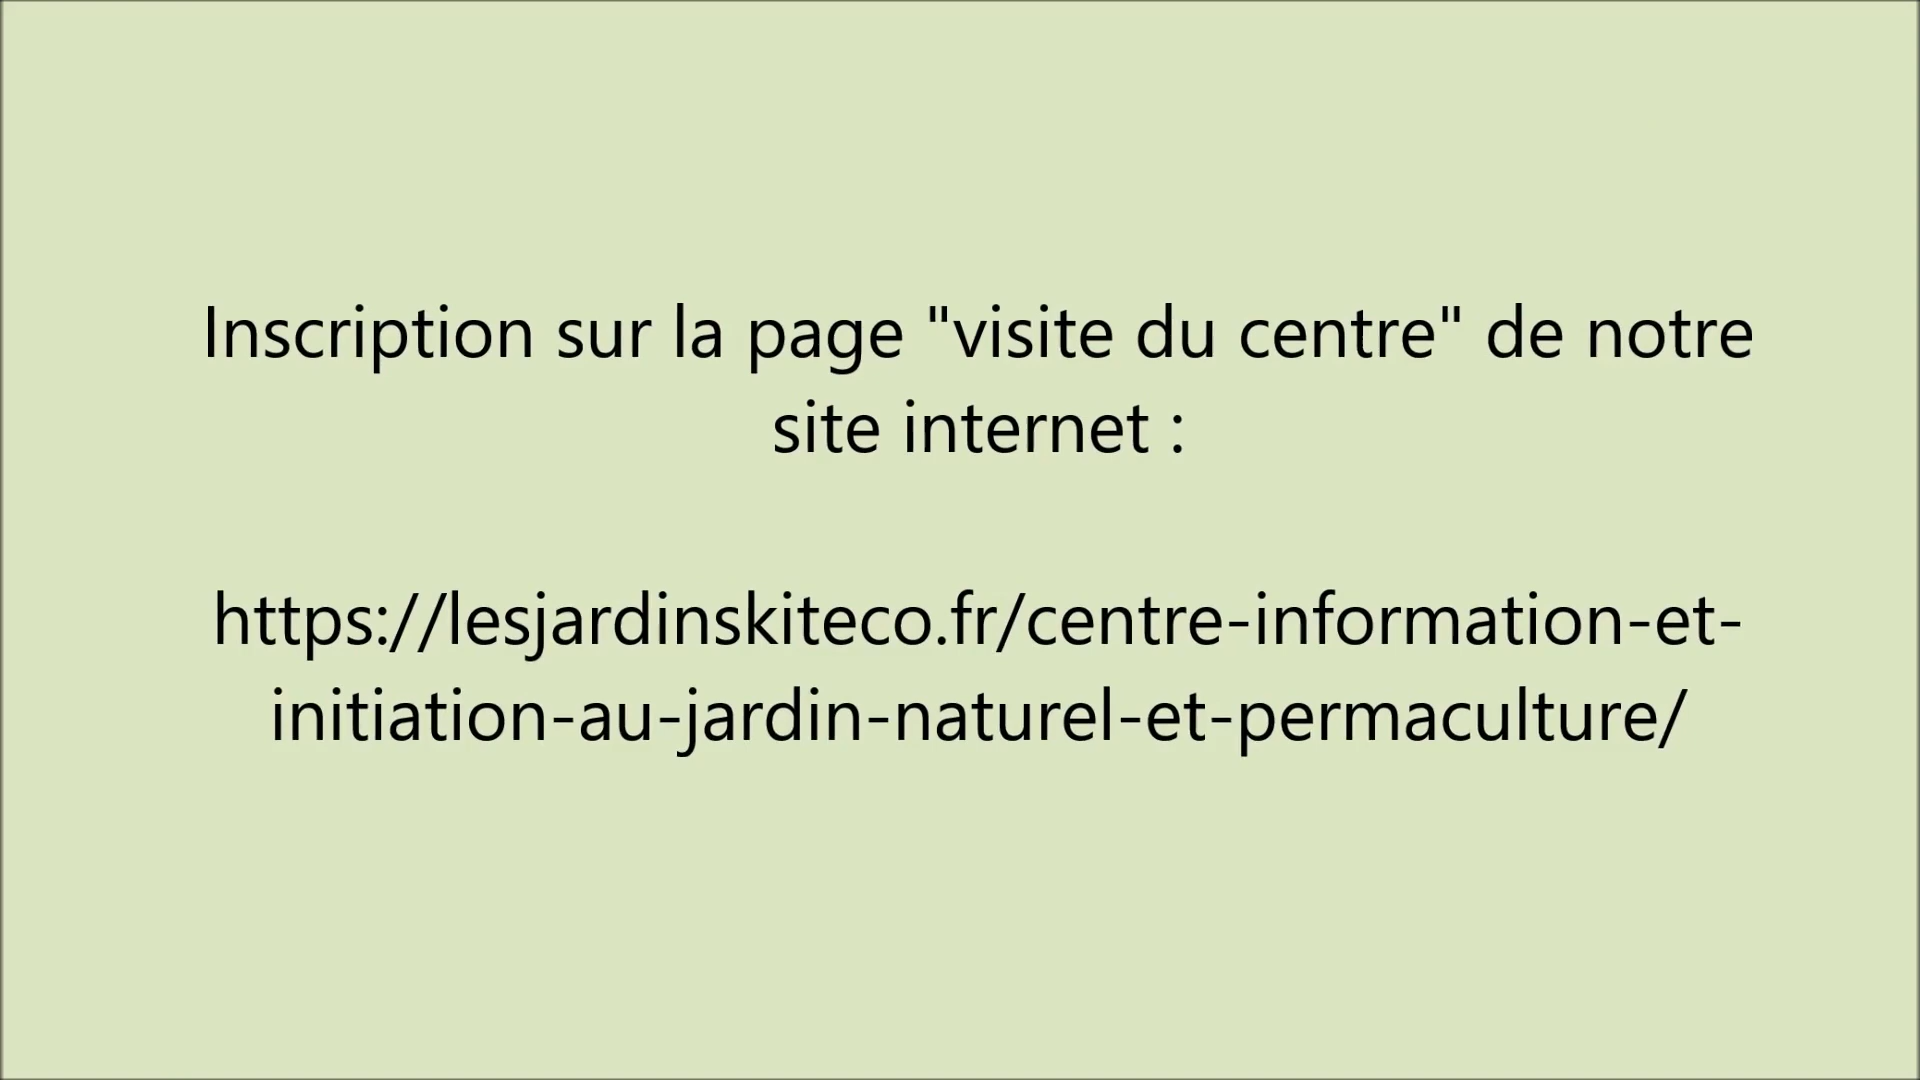 Inscription sur la page "visite du centre" de notre
site internet :
https://lesjardinskiteco.fr/centre-information-et-
initiation-au-jardin-naturel-et-permaculture/